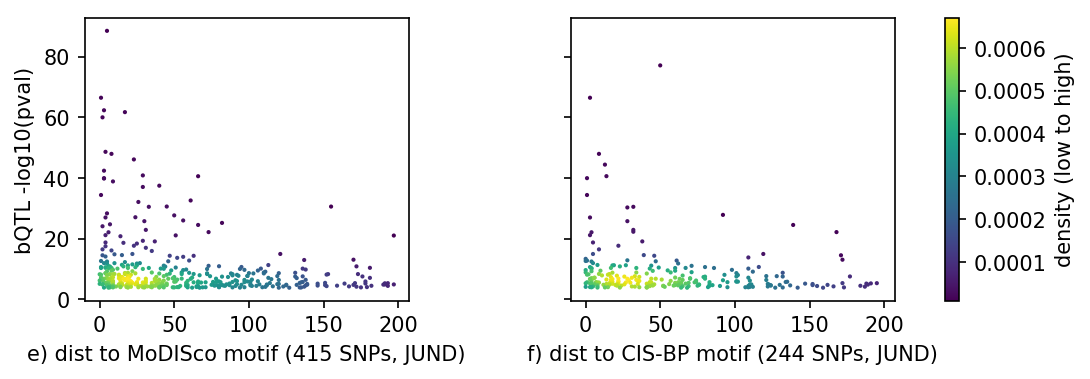 bQTL -log10(pval)
80
60
40
20
0
0 50 100 150 200
e) dist to MoDISco motif (415 SNPs, JUND)
0 50 100 150 200
f) dist to CIS-BP motif (244 SNPs, JUND)
0.0006
0.0005
0.0004
0.0003
0.0002
0.0001
density (low to high)